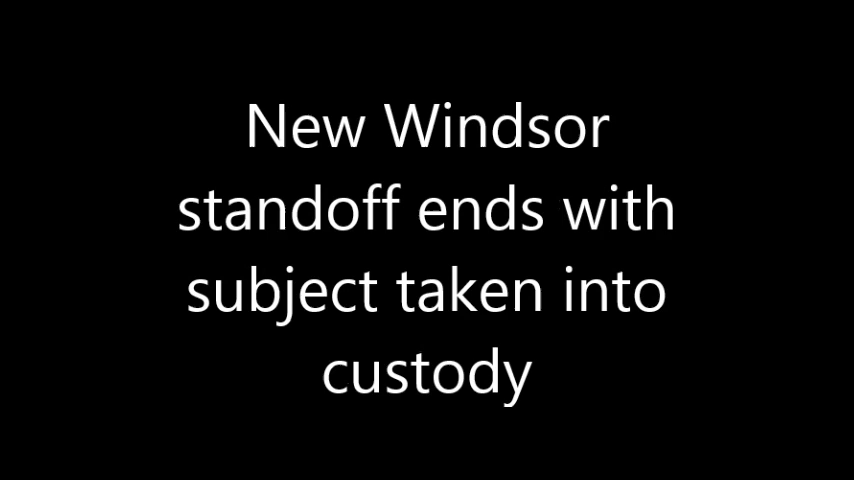 New Windsor
standoff ends with
subject taken into
custody